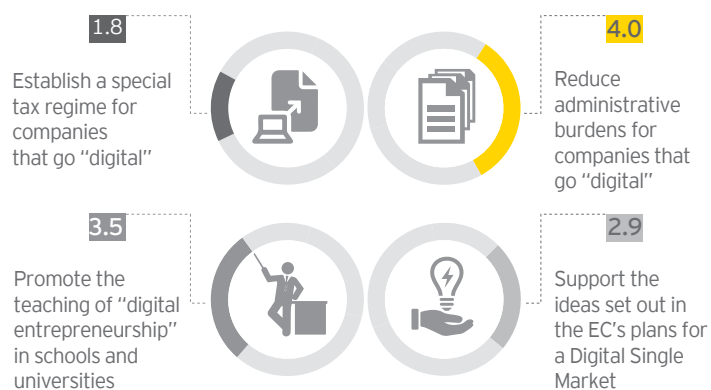 1.8
Establish a special
tax regime for
companies
that go “digital”
4.0
Reduce
administrative
burdens for
companies that
go “digital”
3.5
Promote the
teaching of “digital
entrepreneurship”
in schools and
universities
2.9
Support the
ideas set out in
the EC’s plans for
a Digital Single
Market